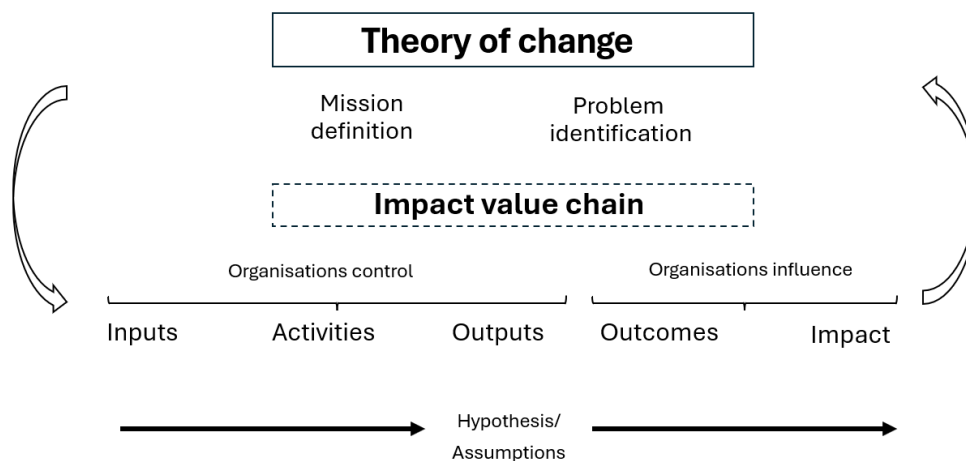 Theory of change
Mission
definition
Problem
identification
Impact value chain
Organisations control
Organisations influence
Inputs
Activities
Outputs
Outcomes
Impact
Hypothesis/
Assumptions